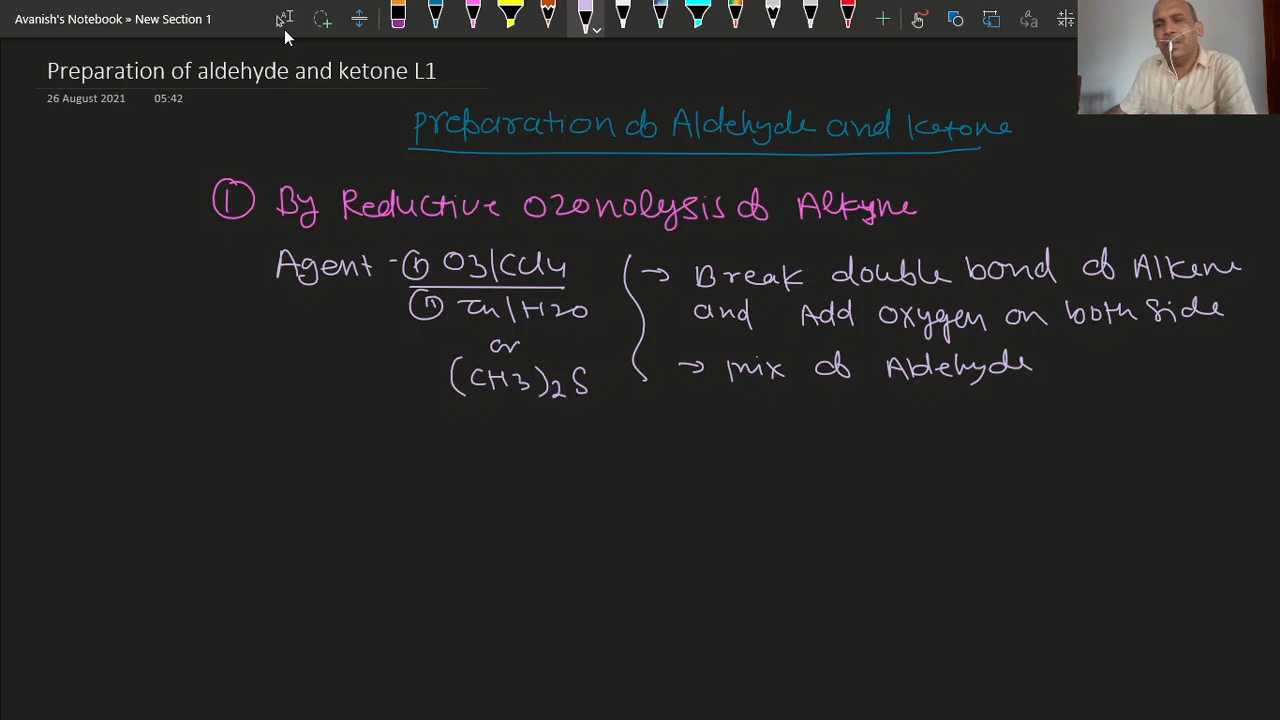 Avanish's Notebook » New Section 1
Preparation of aldehyde and ketone L1
26 August 2021 05:42
preparation of Aldehyde and Ketone
① By Reductive Ozonolysis of Alkyne
Agent - ① O3/CCl4
② Zn/H2O
or
(CH3)2S
→ Break double bond of Alkene
and Add oxygen on both side
→ mix of Aldehyde